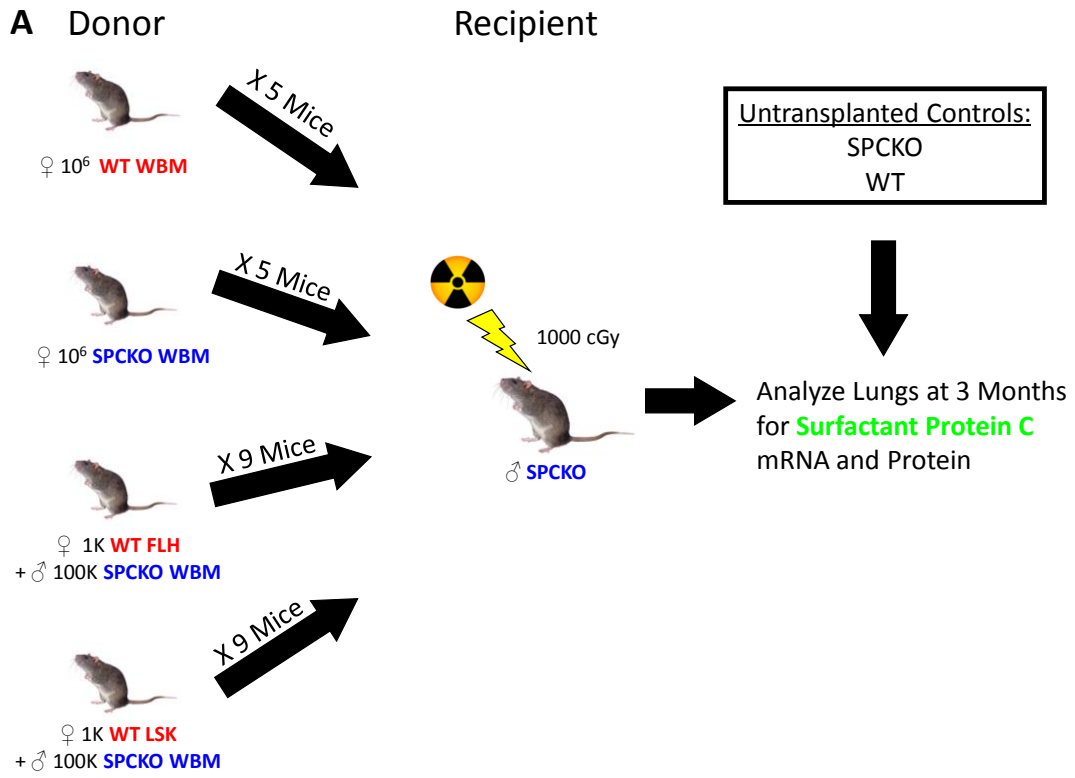 A Donor
Recipient
X 5 Mice
♀ 10⁶ WT WBM
X 5 Mice
♀ 10⁶ SPCKO WBM
X 9 Mice
♀ 1K WT FLH
+ ♂ 100K SPCKO WBM
X 9 Mice
♀ 1K WT LSK
+ ♂ 100K SPCKO WBM
1000 cGy
♂ SPCKO
Untransplanted Controls:
SPCKO
WT
Analyze Lungs at 3 Months
for Surfactant Protein C
mRNA and Protein